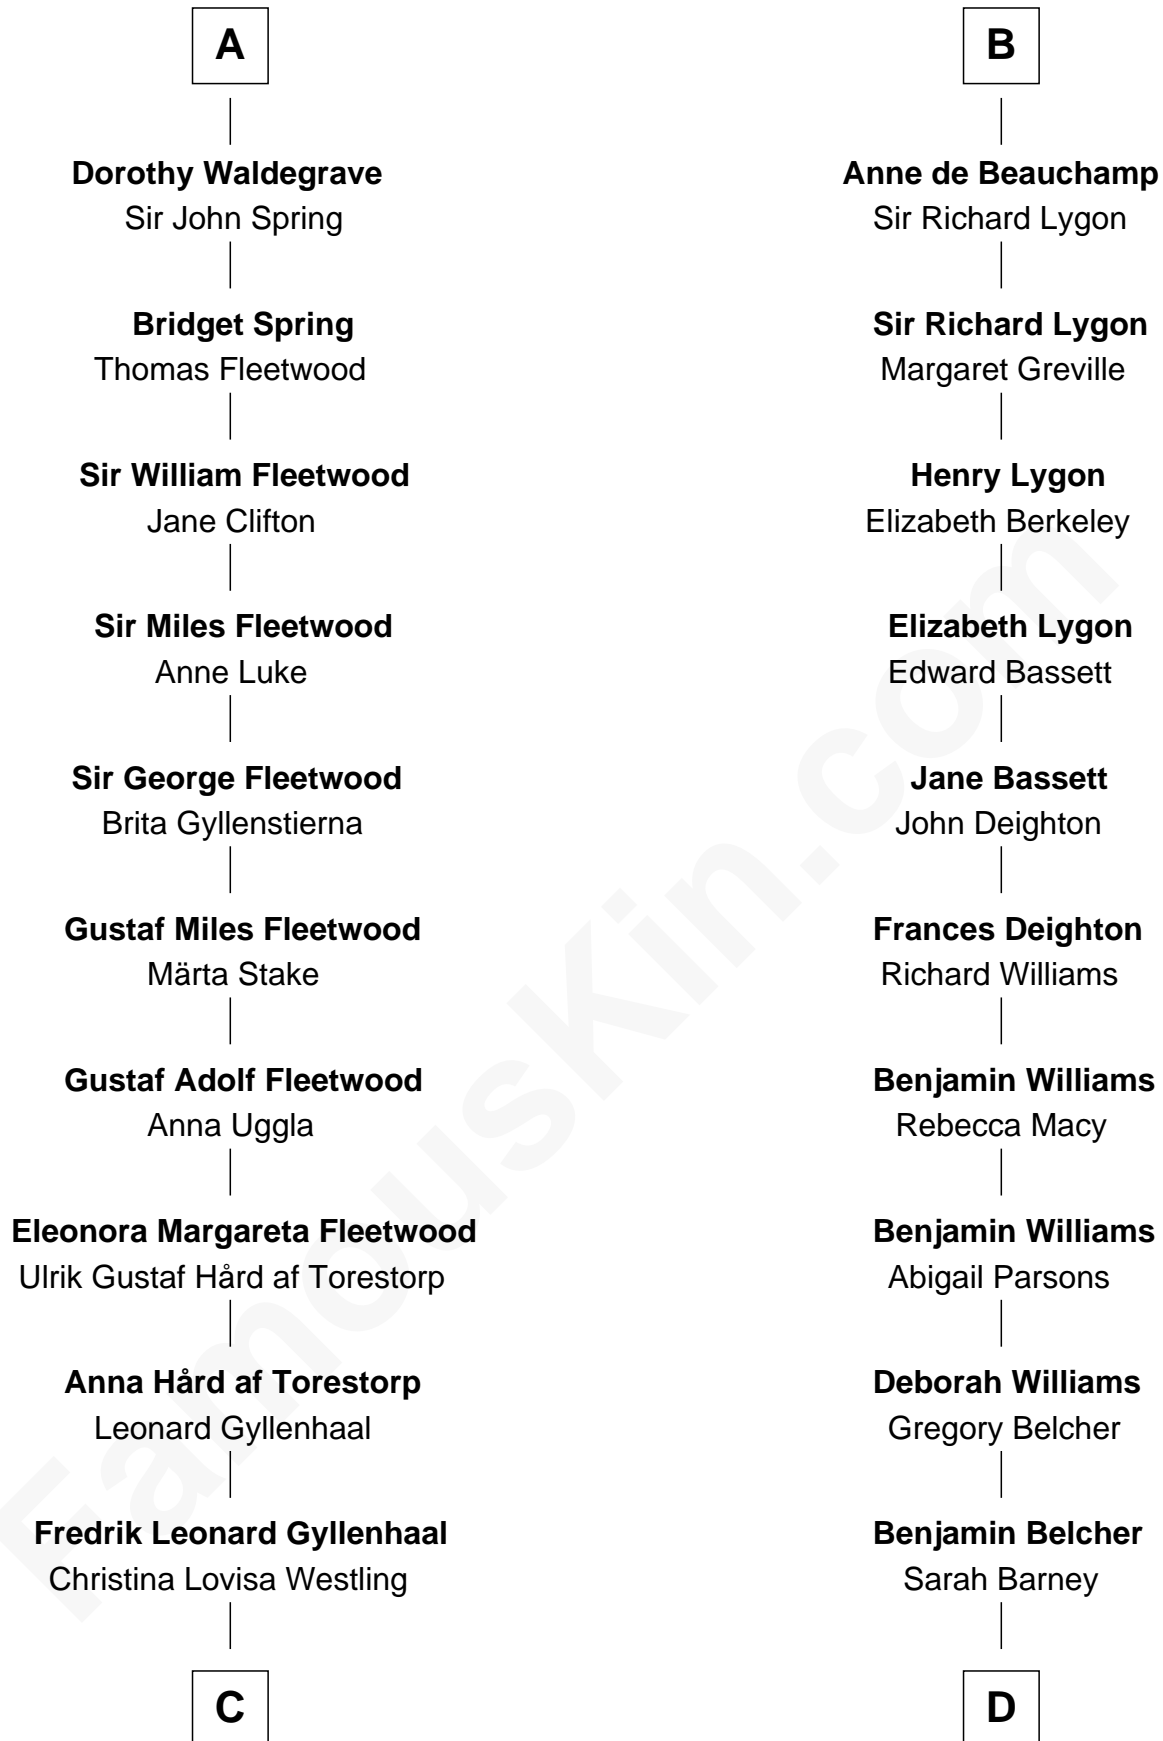 A
Dorothy Waldegrave
Sir John Spring
Bridget Spring
Thomas Fleetwood
Sir William Fleetwood
Jane Clifton
Sir Miles Fleetwood
Anne Luke
Sir George Fleetwood
Brita Gyllenstierna
Gustaf Miles Fleetwood
Märta Stake
Gustaf Adolf Fleetwood
Anna Uggla
Eleonora Margareta Fleetwood
Ulrik Gustaf Hård af Torestorp
Anna Hård af Torestorp
Leonard Gyllenhaal
Fredrik Leonard Gyllenhaal
Christina Lovisa Westling
C
B
Anne de Beauchamp
Sir Richard Lygon
Sir Richard Lygon
Margaret Greville
Henry Lygon
Elizabeth Berkeley
Elizabeth Lygon
Edward Bassett
Jane Bassett
John Deighton
Frances Deighton
Richard Williams
Benjamin Williams
Rebecca Macy
Benjamin Williams
Abigail Parsons
Deborah Williams
Gregory Belcher
Benjamin Belcher
Sarah Barney
D
FamousKin.com